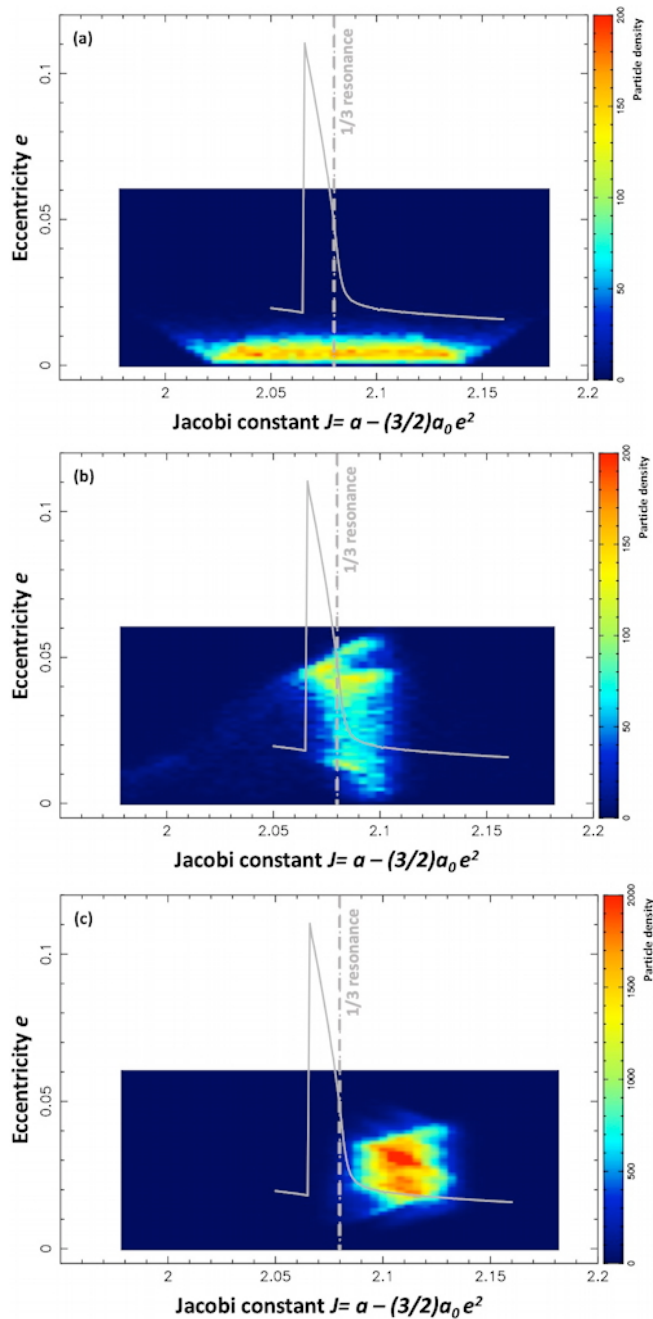 (a)
1/3 resonance
Eccentricity e
0 0.05 0.1
2 2.05 2.1 2.15 2.2
Jacobi constant J= a – (3/2)a₀ e²
0 50 100 150 200
Particle density
(b)
1/3 resonance
Eccentricity e
0 0.05 0.1
2 2.05 2.1 2.15 2.2
Jacobi constant J= a – (3/2)a₀ e²
0 50 100 150 200
Particle density
(c)
1/3 resonance
Eccentricity e
0 0.05 0.1
2 2.05 2.1 2.15 2.2
Jacobi constant J= a – (3/2)a₀ e²
0 500 1000 1500 2000
Particle density